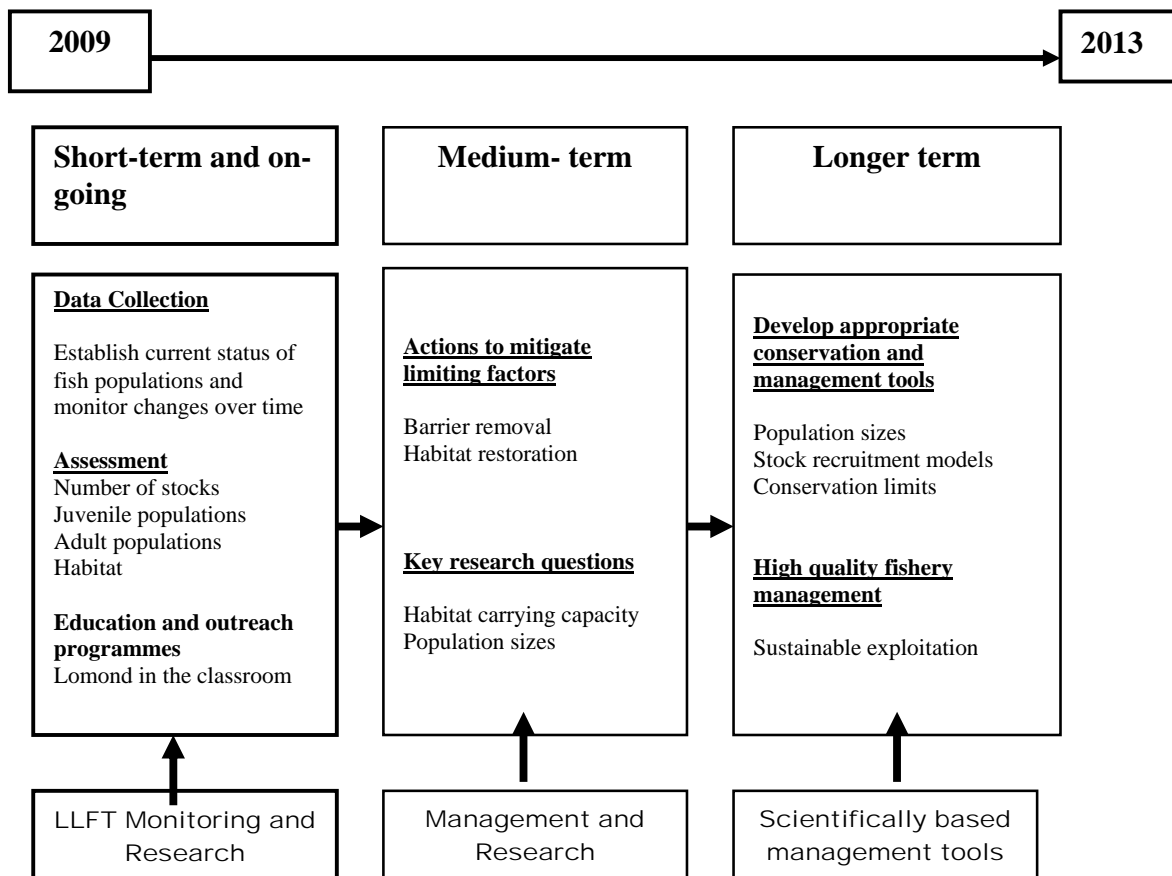 2009
2013
Short-term and on-
going
Medium- term
Longer term
Data Collection
Establish current status of
fish populations and
monitor changes over time
Assessment
Number of stocks
Juvenile populations
Adult populations
Habitat
Education and outreach
programmes
Lomond in the classroom
Actions to mitigate
limiting factors
Barrier removal
Habitat restoration
Key research questions
Habitat carrying capacity
Population sizes
Develop appropriate
conservation and
management tools
Population sizes
Stock recruitment models
Conservation limits
High quality fishery
management
Sustainable exploitation
LLFT Monitoring and
Research
Management and
Research
Scientifically based
management tools